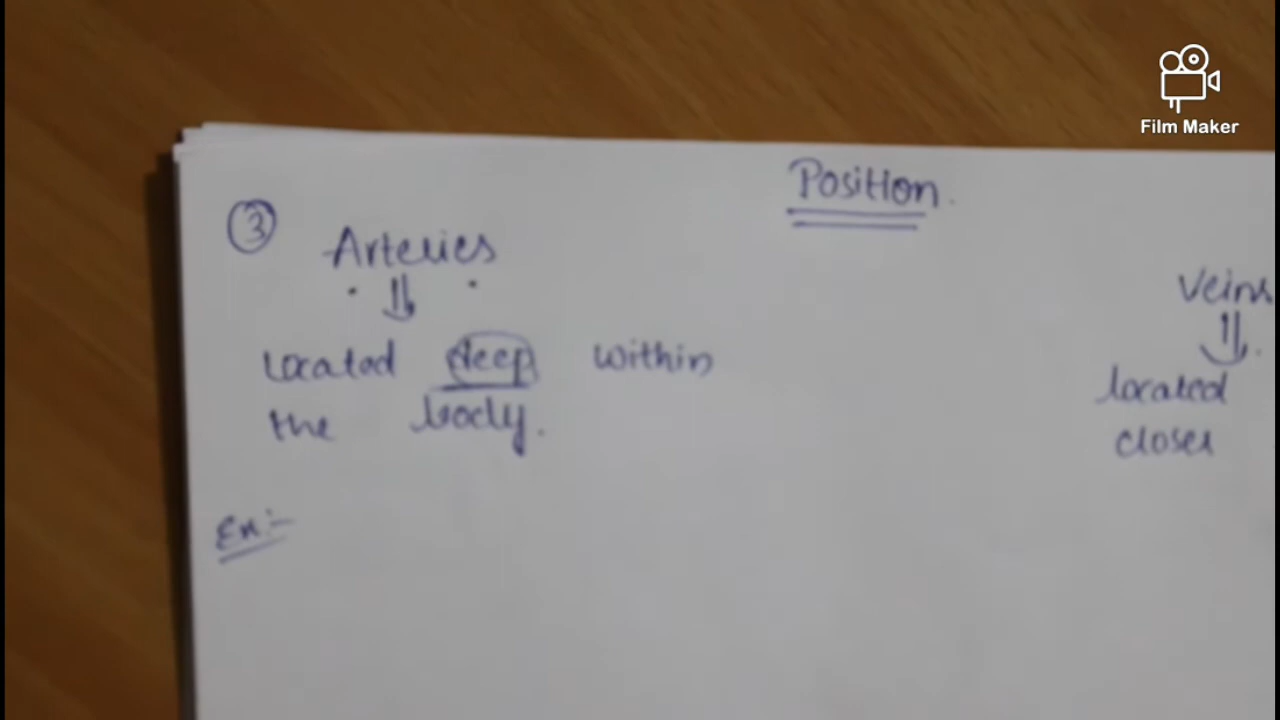 Film Maker
Position.
3
Arteries
Located deep within
the body.
Ex:-
Veins
located
closer